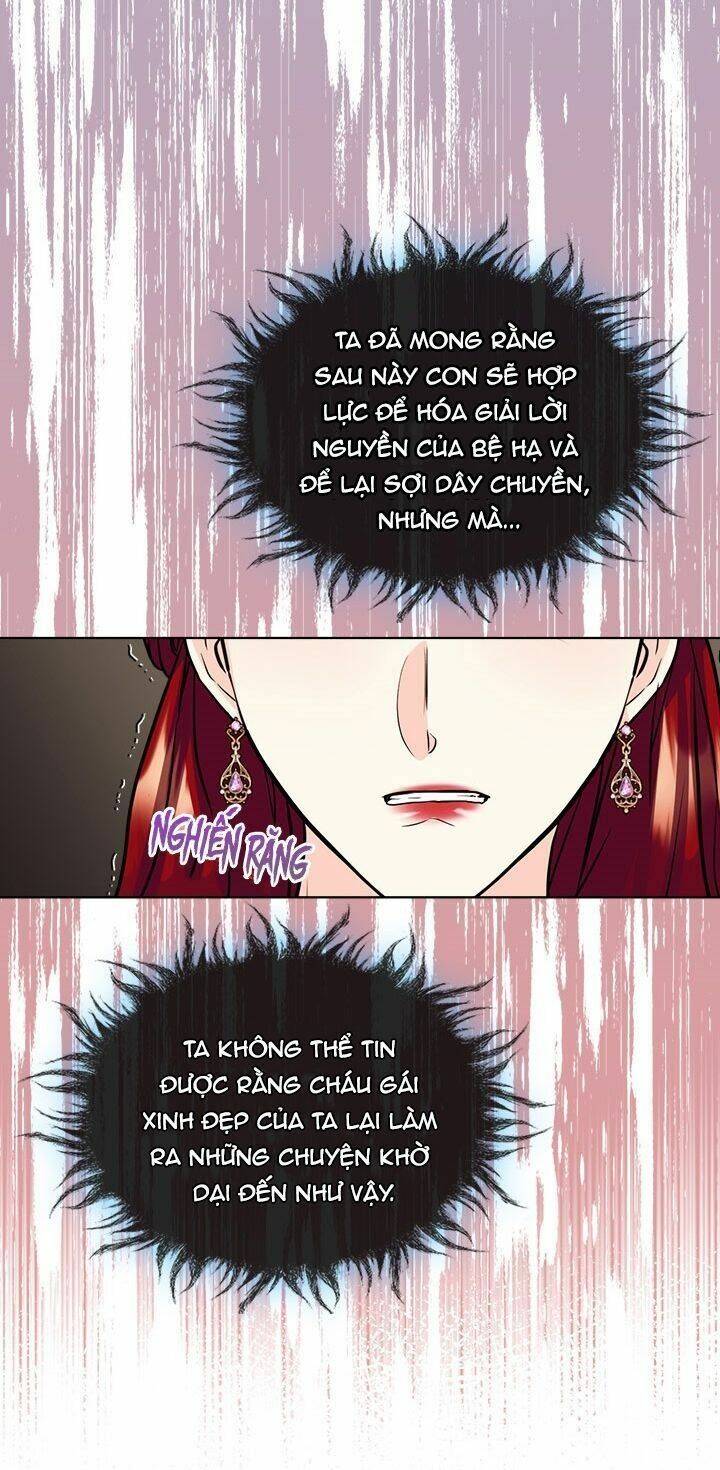 TA ĐÃ MONG RẰNG
SAU NÀY CON SẼ HỢP
LỰC ĐỂ HÓA GIẢI LỜI
NGUYỀN CỦA BỆ HẠ VÀ
ĐỂ LẠI SỢI DÂY CHUYỀN,
NHƯNG MÀ...
NGHIẾN RĂNG
TA KHÔNG THỂ TIN
ĐƯỢC RẰNG CHÁU GÁI
XINH ĐẸP CỦA TA LẠI LÀM
RA NHỮNG CHUYỆN KHỜ
DẠI ĐẾN NHƯ VẬY.